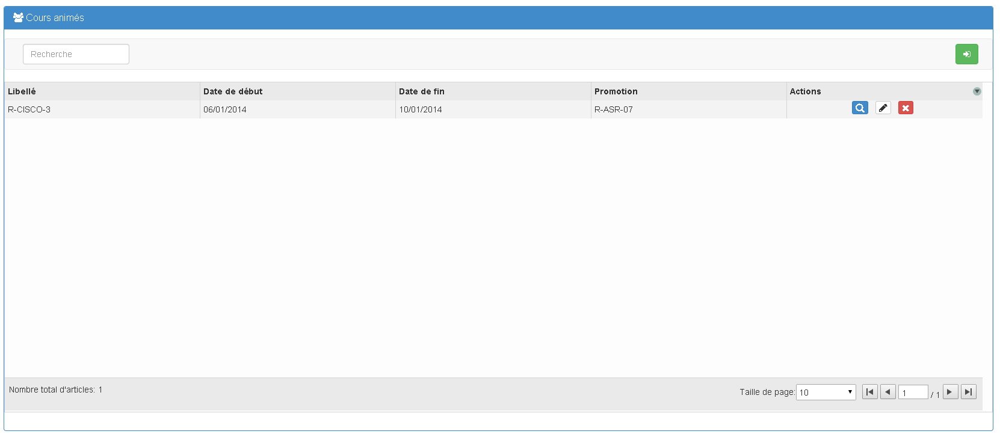 Cours animés
Recherche
Libellé Date de début Date de fin Promotion Actions
R-CISCO-3 06/01/2014 10/01/2014 R-ASR-07
Nombre total d'articles: 1 Taille de page: 10 1 / 1